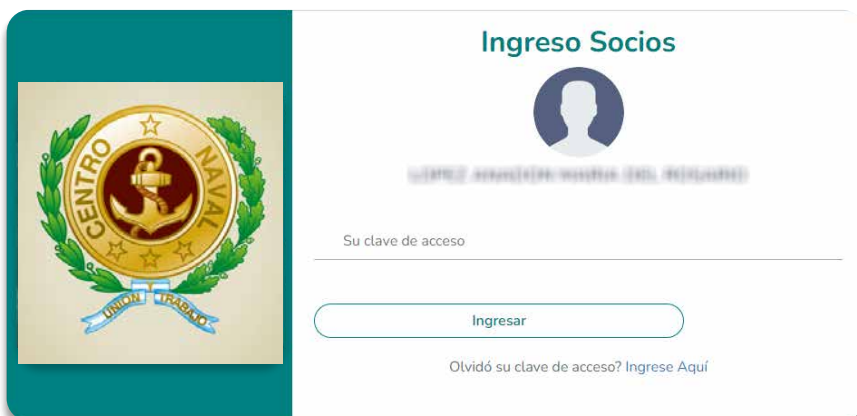 CENTRO NAVAL
UNION TRABAJO
Ingreso Socios
Su clave de acceso
Ingresar
Olvidó su clave de acceso? Ingrese Aquí